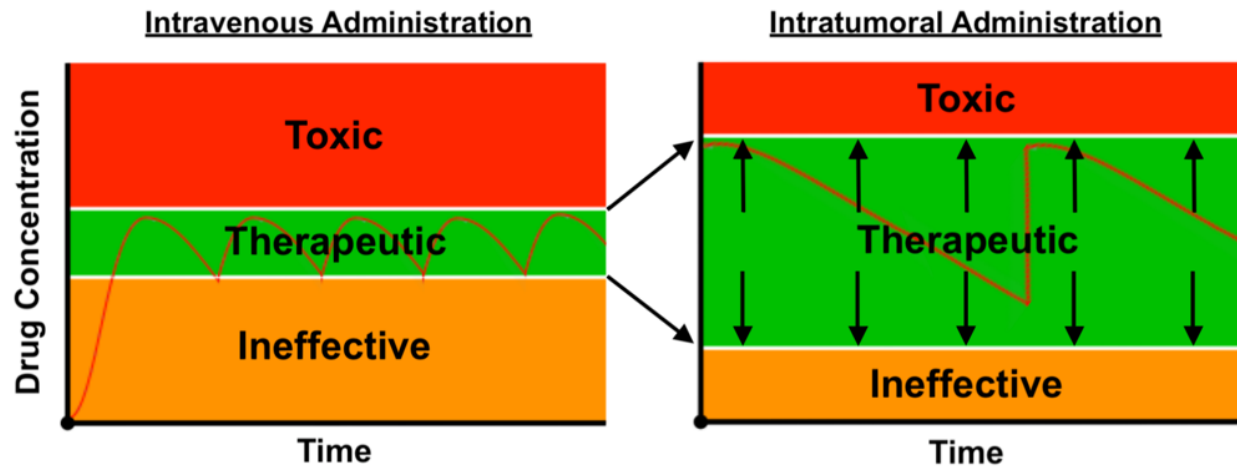 Intravenous Administration
Drug Concentration
Toxic
Therapeutic
Ineffective
Time
Intratumoral Administration
Toxic
Therapeutic
Ineffective
Time